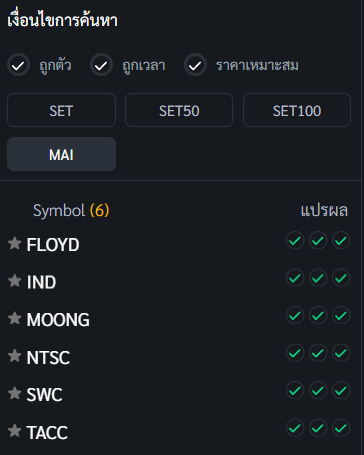 เงื่อนไขการค้นหา
ถูกตัว ถูกเวลา ราคาเหมาะสม
SET SET50 SET100
MAI
Symbol (6) แปรผล
FLOYD
IND
MOONG
NTSC
SWC
TACC